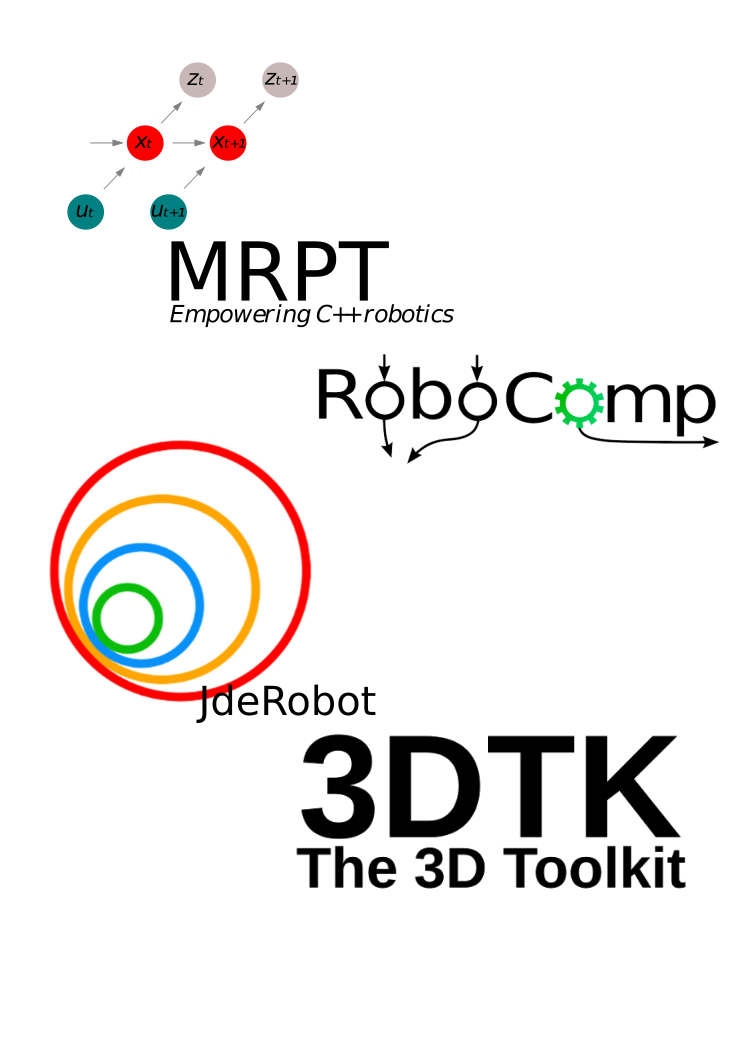 zt zt+1
xt xt+1
ut ut+1
MRPT
Empowering C++ robotics
RoboComp
JdeRobot
3DTK
The 3D Toolkit